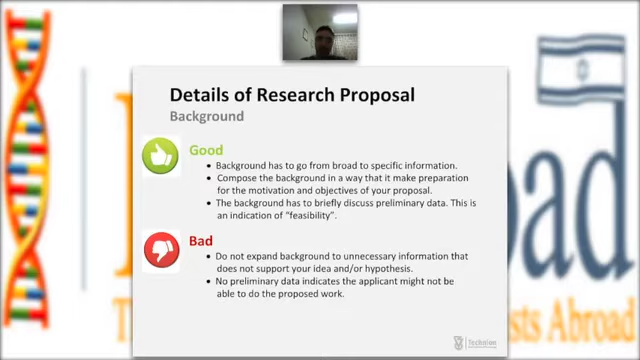 Details of Research Proposal
Background
Good
• Background has to go from broad to specific information.
• Compose the background in a way that it make preparation
for the motivation and objectives of your proposal.
• The background has to briefly discuss preliminary data. This is
an indication of “feasibility”.
Bad
• Do not expand background to unnecessary information that
does not support your idea and/or hypothesis.
• No preliminary data indicates the applicant might not be
able to do the proposed work.
Technion
sts Abroad